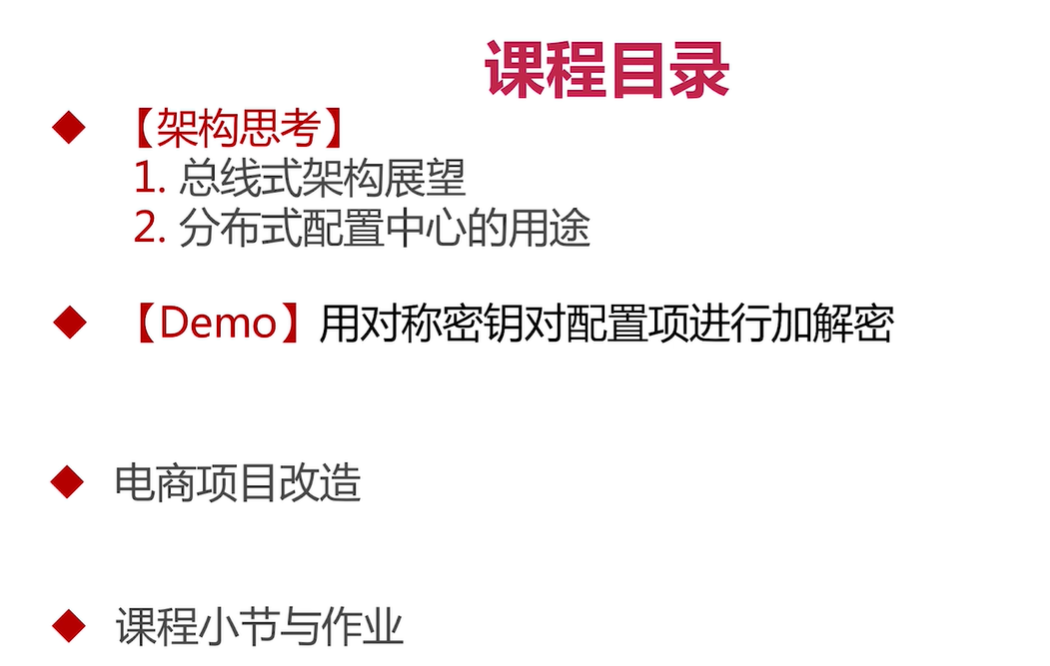 课程目录
【架构思考】
1. 总线式架构展望
2. 分布式配置中心的用途
【Demo】用对称密钥对配置项进行加解密
电商项目改造
课程小节与作业